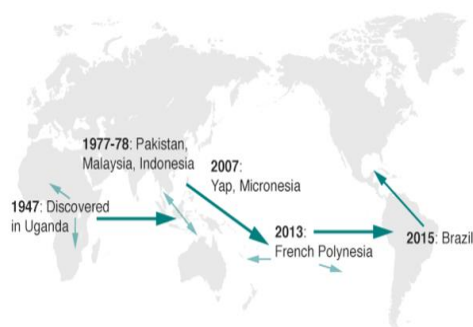 1977-78: Pakistan,
Malaysia, Indonesia
2007:
Yap, Micronesia
1947: Discovered
in Uganda
2013:
French Polynesia
2015: Brazil